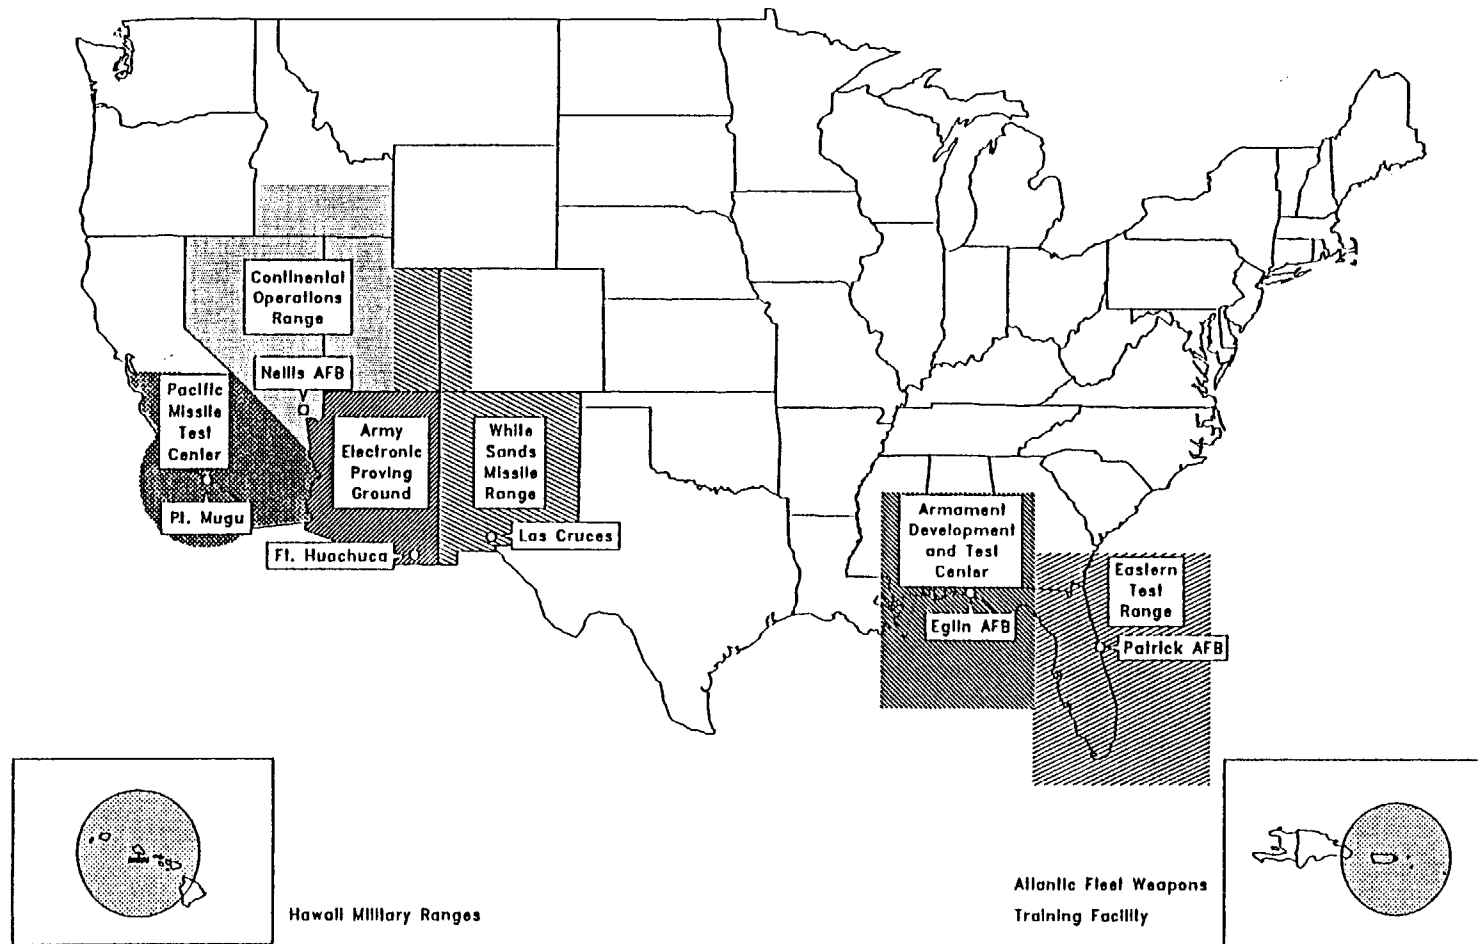 Continental
Operations
Range
Nellis AFB
Pacific
Missile
Test
Center
Pt. Mugu
Army
Electronic
Proving
Ground
Ft. Huachuca
White
Sands
Missile
Range
Las Cruces
Armament
Development
and Test
Center
Eglin AFB
Eastern
Test
Range
Patrick AFB
Hawaii Military Ranges
Atlantic Fleet Weapons
Training Facility